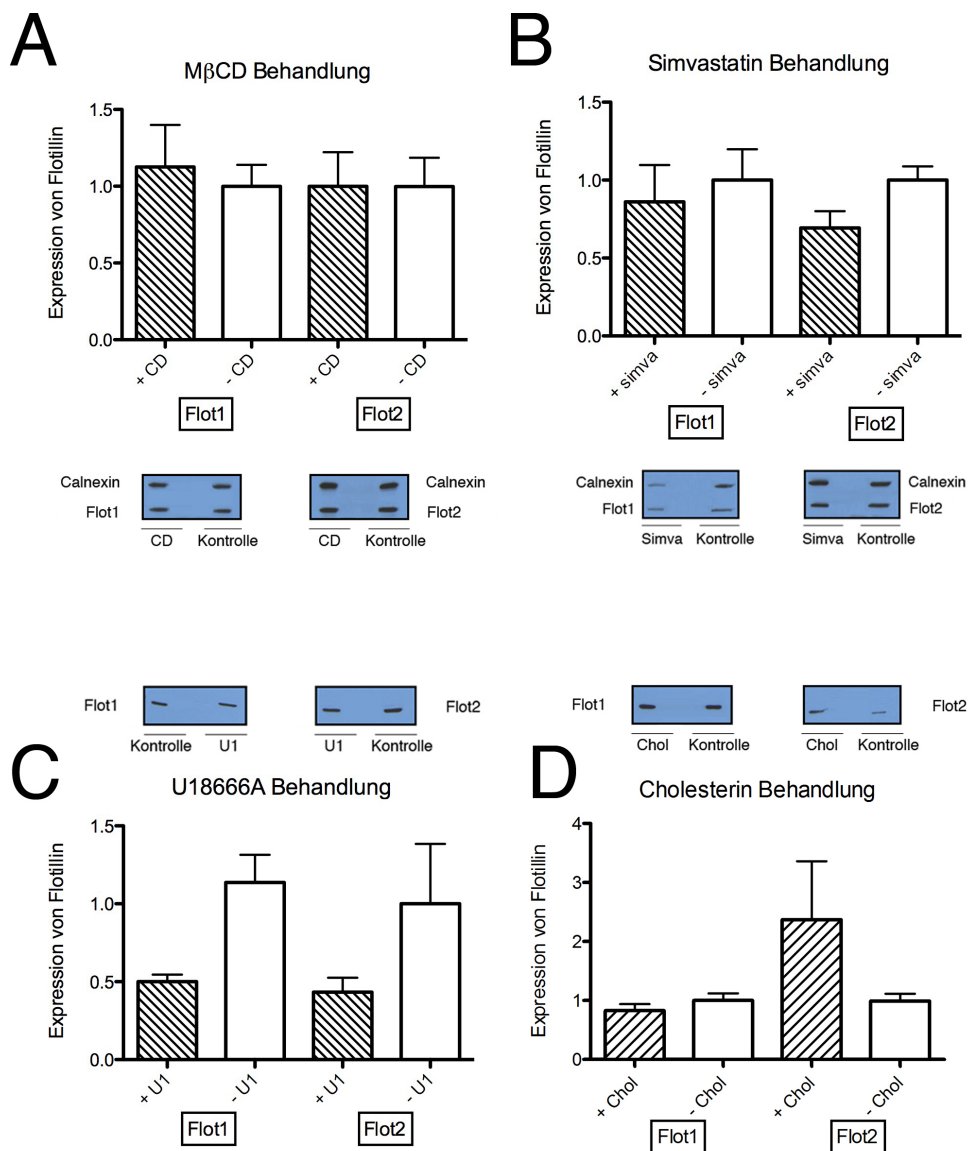 A
MβCD Behandlung
Expression von Flotillin
1.5
1.0
0.5
0.0
+ CD
- CD
+ CD
- CD
Flot1
Flot2
Calnexin
Flot1
CD
Kontrolle
Calnexin
Flot2
CD
Kontrolle
B
Simvastatin Behandlung
Expression von Flotillin
1.5
1.0
0.5
0.0
+ simva
- simva
+ simva
- simva
Flot1
Flot2
Calnexin
Flot1
Simva
Kontrolle
Calnexin
Flot2
Simva
Kontrolle
Flot1
Kontrolle
U1
Flot2
U1
Kontrolle
C
U18666A Behandlung
Expression von Flotillin
1.5
1.0
0.5
0.0
+ U1
- U1
+ U1
- U1
Flot1
Flot2
Flot1
Chol
Kontrolle
Flot2
Chol
Kontrolle
D
Cholesterin Behandlung
Expression von Flotillin
4
3
2
1
0
+ Chol
- Chol
+ Chol
- Chol
Flot1
Flot2